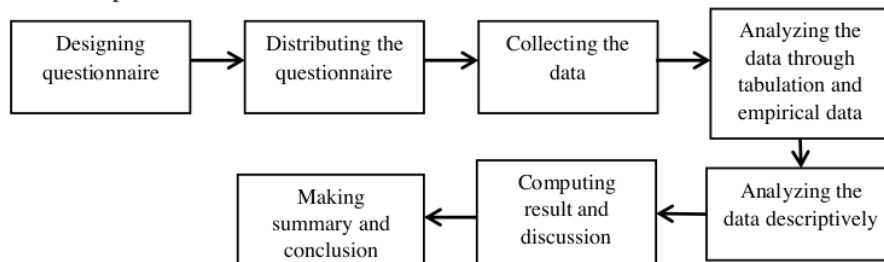 Designing
questionnaire
Distributing the
questionnaire
Collecting the
data
Analyzing the
data through
tabulation and
empirical data
Analyzing the
data descriptively
Computing
result and
discussion
Making
summary and
conclusion